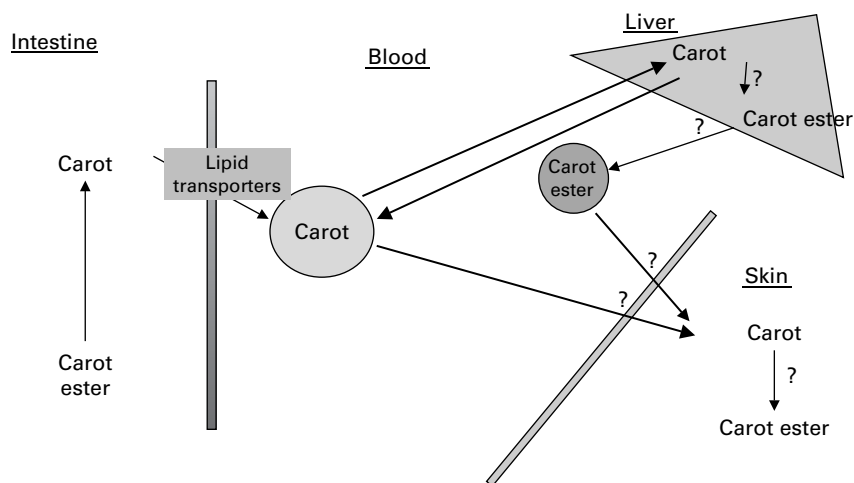 Intestine
Blood
Liver
Carot
?
Carot ester
?
Carot
Lipid
transporters
Carot
ester
Carot
?
?
Skin
Carot
?
Carot
ester
Carot ester